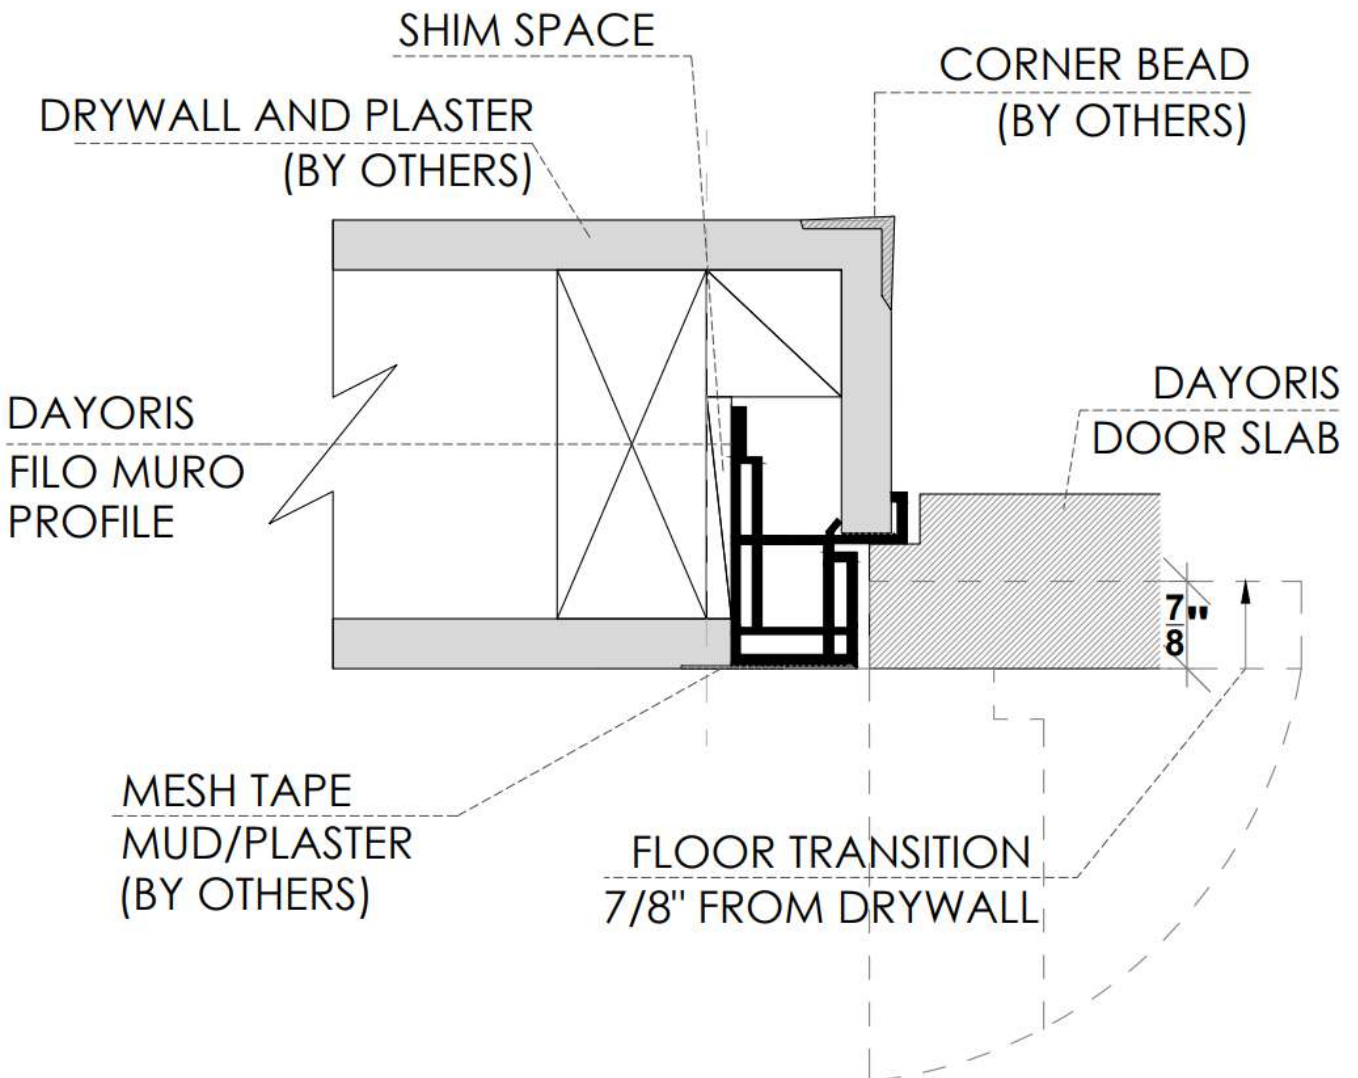 SHIM SPACE
CORNER BEAD
(BY OTHERS)
DRYWALL AND PLASTER
(BY OTHERS)
DAYORIS
DOOR SLAB
DAYORIS
FILO MURO
PROFILE
7/8"
MESH TAPE
MUD/PLASTER
(BY OTHERS)
FLOOR TRANSITION
7/8" FROM DRYWALL